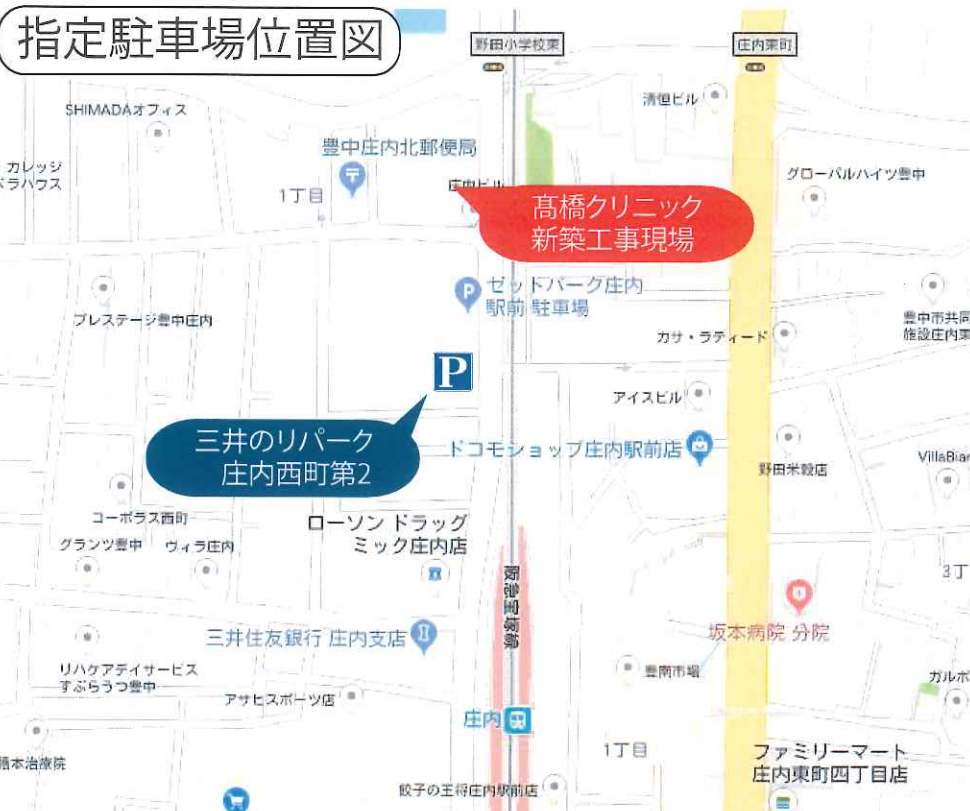 指定駐車場位置図
野田小学校東
庄内東町
SHIMADAオフィス
清恒ビル
豊中庄内北郵便局
カレッジ
1丁目
庄内ビル
グローバルハイツ豊中
髙橋クリニック
新築工事現場
ゼットパーク庄内
駅前 駐車場
P
プレステージ豊中庄内
カサ・ラティード
豊中市共同
施設庄内東
P
アイスビル
三井のリパーク
庄内西町第2
ドコモショップ庄内駅前店
野田米穀店
VillaBian
コーポラス西町
ローソン ドラッグ
ミック庄内店
グランツ豊中
ヴィラ庄内
阪急宝塚線
3丁
坂本病院 分院
三井住友銀行 庄内支店
リハケアデイサービス
すぷらうつ豊中
豊南市場
アサヒスポーツ店
ガルボ
庄内
1丁目
ファミリーマート
庄内東町四丁目店
本治療院
餃子の王将庄内駅前店